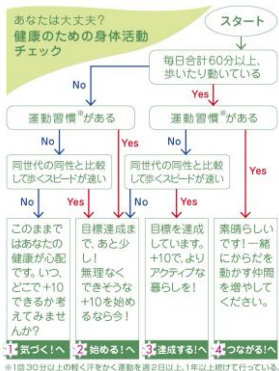 あなたは大丈夫?
健康のための身体活動
チェック
スタート
毎日合計60分以上、
歩いたり動いている
No
Yes
運動習慣※がある
運動習慣※がある
No
Yes
No
Yes
同世代の同性と比較
して歩くスピードが速い
同世代の同性と比較
して歩くスピードが速い
No
Yes
No
Yes
このままで
はあなたの
健康が心配
です。いつ、
どこで+10
できるか考
えてみませ
んか?
目標達成ま
で、あと少
し!
無理なく
できそうな
+10を始め
るなら今!
目標を達成
しています。
+10で、より
アクティブな
暮らしを!
素晴らしい
です!一緒
にからだを
動かす仲間
を増やして
ください。
1 気づく!へ
2 始める!へ
3 達成する!へ
4 つながる!へ
※1回30分以上の軽く汗をかく運動を週2日以上、1年以上続けて行っている。